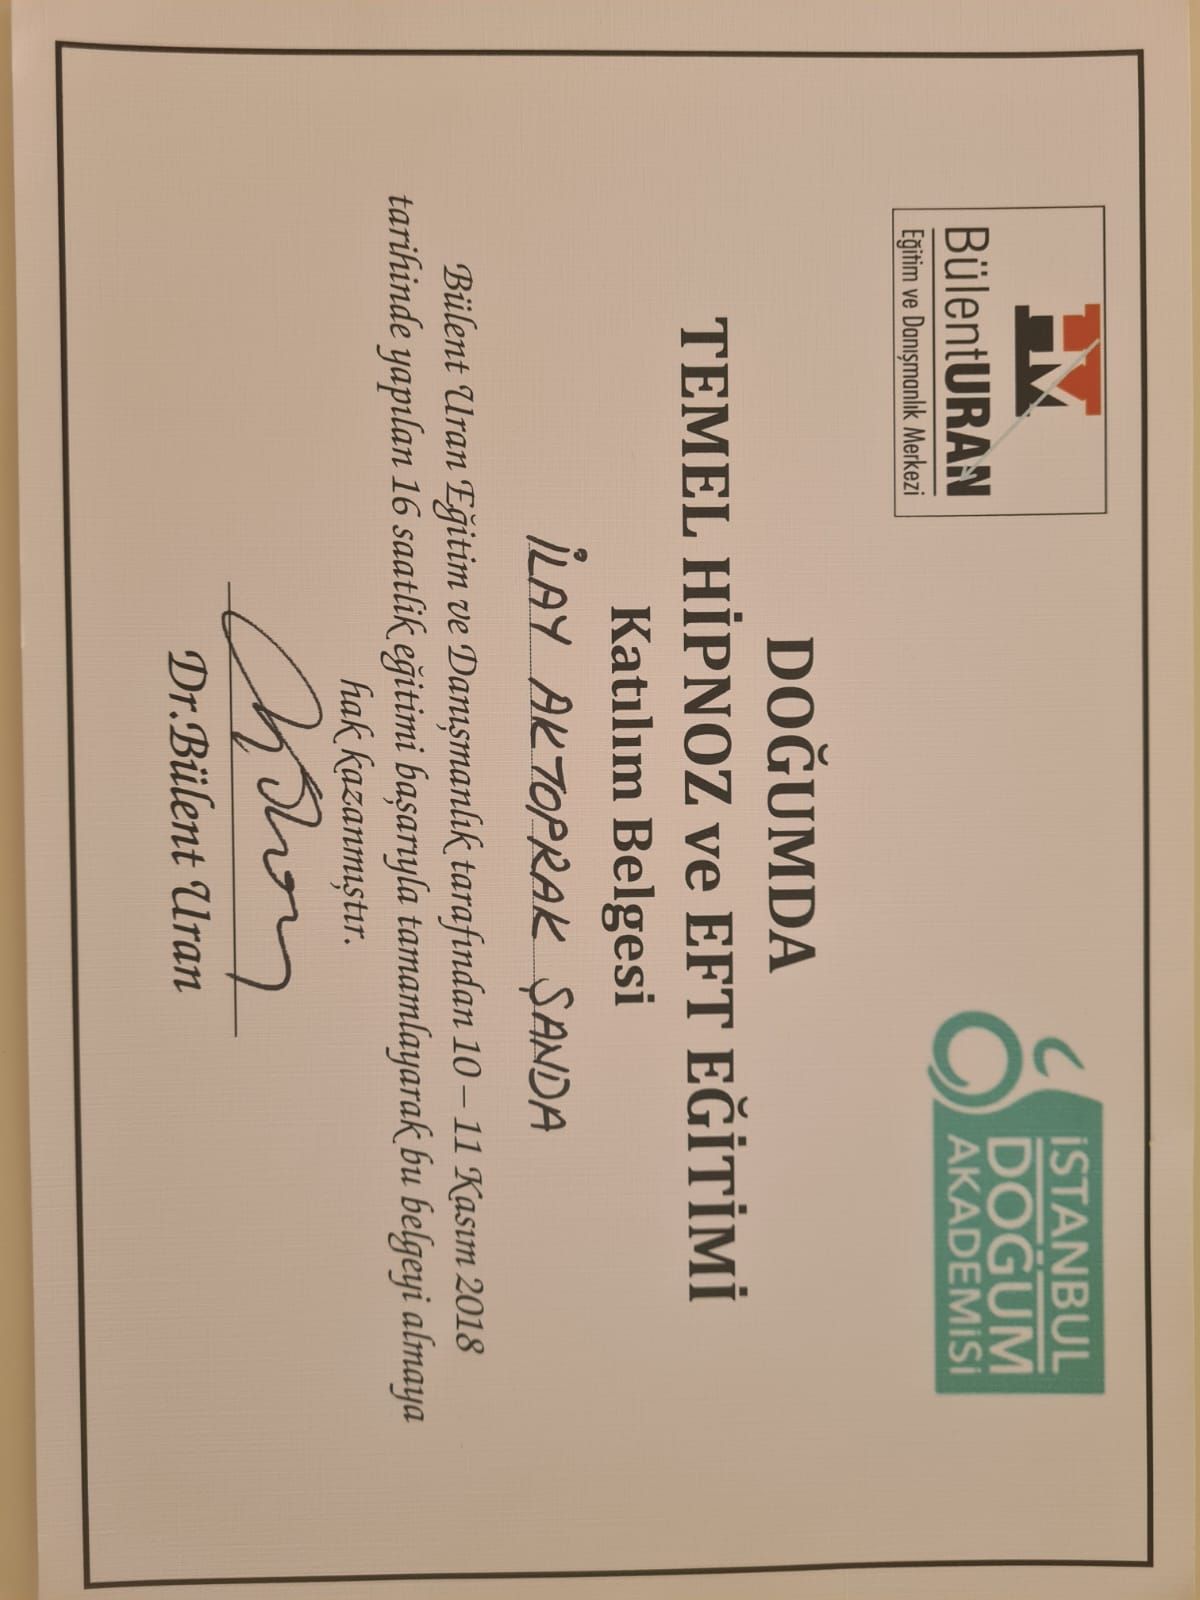 BülentURAN
Eğitim ve Danışmanlık Merkezi
İSTANBUL
DOĞUM
AKADEMİSİ
DOĞUMDA
TEMEL HİPNOZ ve EFT EĞİTİMİ
Katılım Belgesi
İLAY AKTOPRAK ŞANDA
Bülent Uran Eğitim ve Danışmanlık tarafından 10 – 11 Kasım 2018
tarihinde yapılan 16 saatlik eğitimi başarıyla tamamlayarak bu belgeyi almaya
hak kazanmıştır.
Dr.Bülent Uran